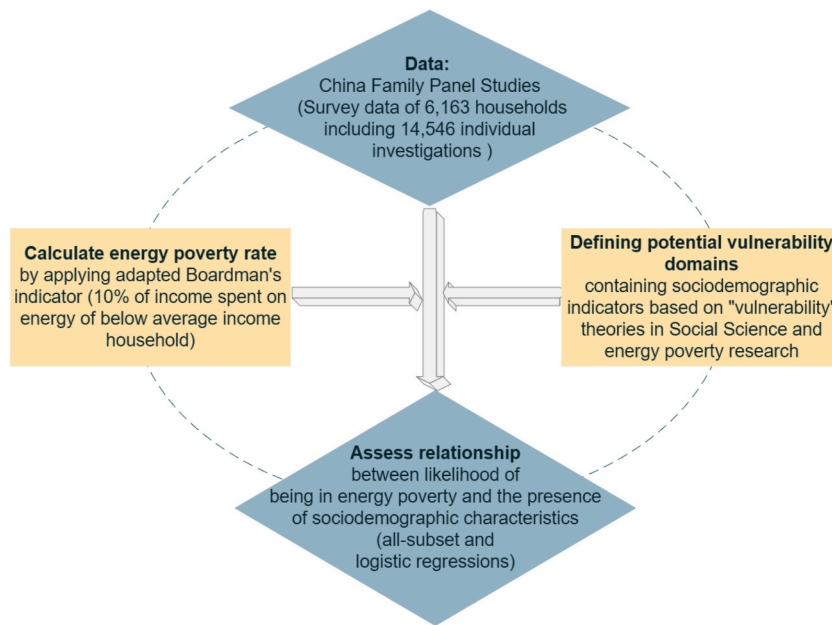 Data:
China Family Panel Studies
(Survey data of 6,163 households
including 14,546 individual
investigations )
Calculate energy poverty rate
by applying adapted Boardman's
indicator (10% of income spent on
energy of below average income
household)
Defining potential vulnerability
domains
containing sociodemographic
indicators based on "vulnerability"
theories in Social Science and
energy poverty research
Assess relationship
between likelihood of
being in energy poverty and the presence
of sociodemographic characteristics
(all-subset and
logistic regressions)